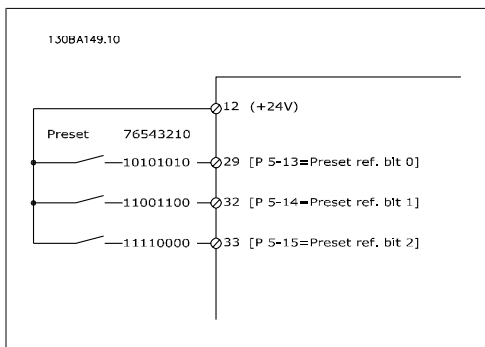 130BA149.10
12 (+24V)
Preset 76543210
10101010 29 [P 5-13=Preset ref. bit 0]
11001100 32 [P 5-14=Preset ref. bit 1]
11110000 33 [P 5-15=Preset ref. bit 2]